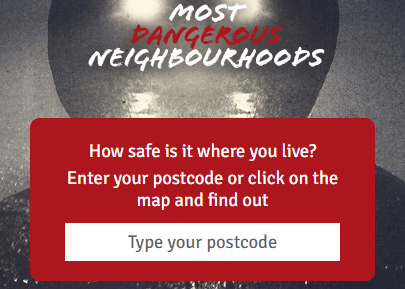 MOST
DANGEROUS
NEIGHBOURHOODS
How safe is it where you live?
Enter your postcode or click on the
map and find out
Type your postcode